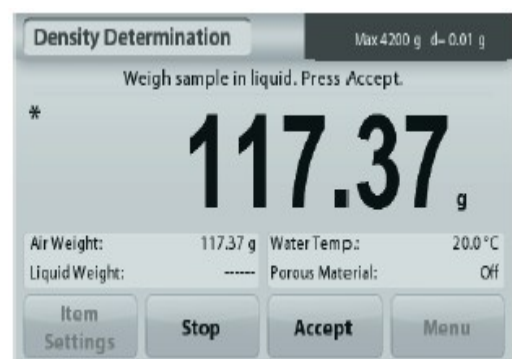 Density Determination Max 4200 g d=0.01 g
Weigh sample in liquid. Press Accept.
*
117.37 g
Air Weight: 117.37 g Water Temp.: 20.0°C
Liquid Weight: ------ Porous Material: Off
Item Settings Stop Accept Menu